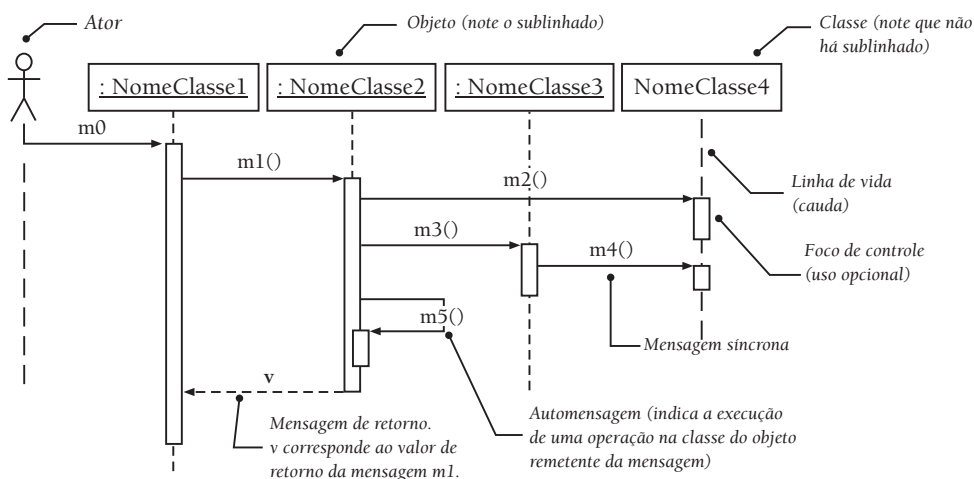 Ator
Objeto (note o sublinhado)
Classe (note que não
há sublinhado)
: NomeClasse1
: NomeClasse2
: NomeClasse3
NomeClasse4
m0
m1()
m2()
Linha de vida
(cauda)
m3()
m4()
Foco de controle
(uso opcional)
m5()
Mensagem síncrona
v
Mensagem de retorno.
v corresponde ao valor de
retorno da mensagem m1.
Automensagem (indica a execução
de uma operação na classe do objeto
remetente da mensagem)